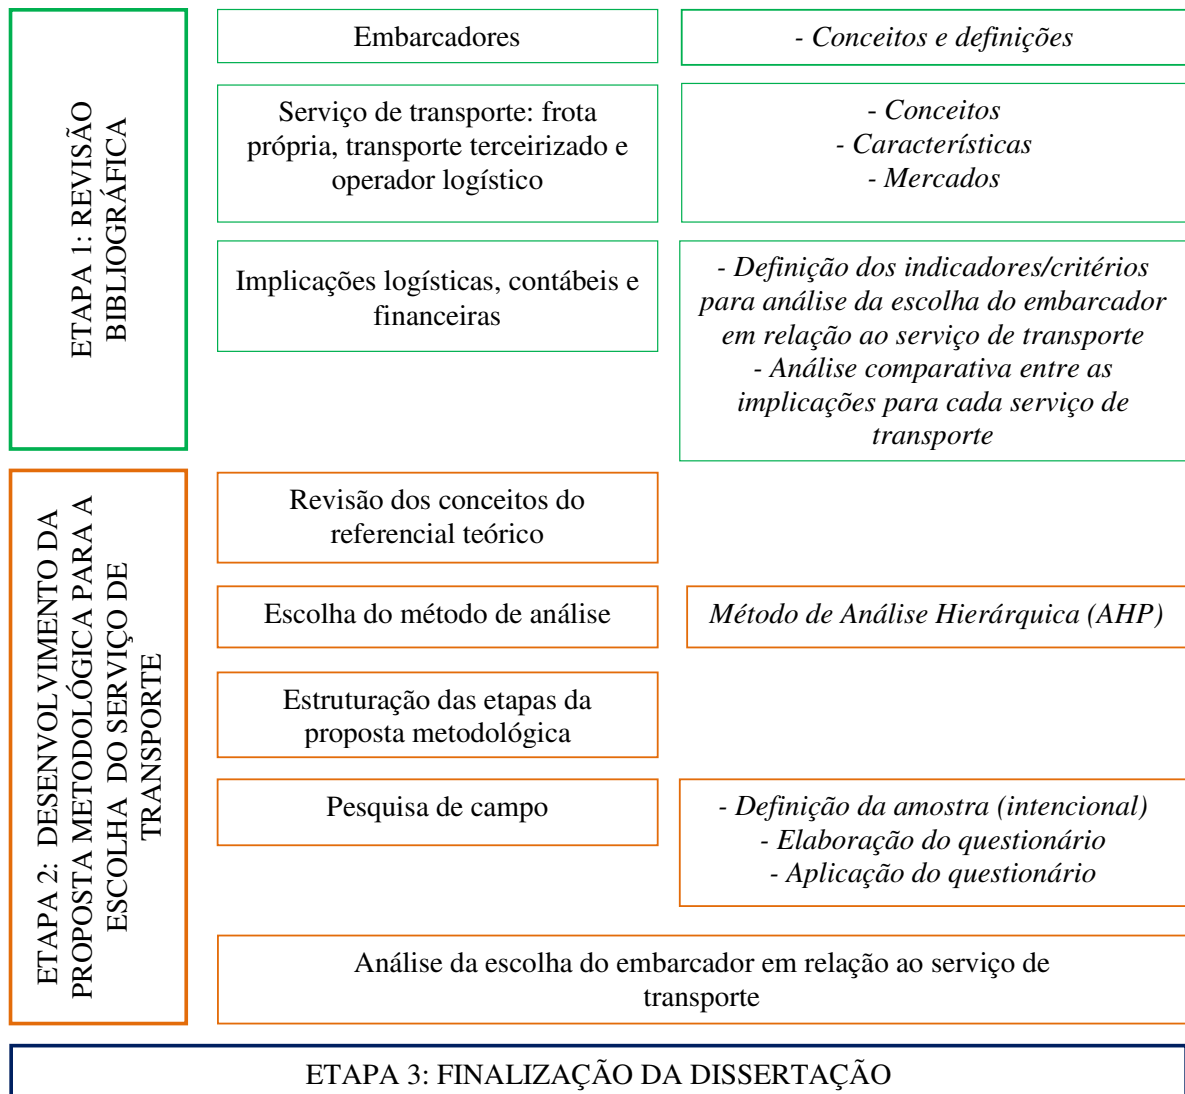 ETAPA 1: REVISÃO
BIBLIOGRÁFICA
Embarcadores
- Conceitos e definições
Serviço de transporte: frota
própria, transporte terceirizado e
operador logístico
- Conceitos
- Características
- Mercados
Implicações logísticas, contábeis e
financeiras
- Definição dos indicadores/critérios
para análise da escolha do embarcador
em relação ao serviço de transporte
- Análise comparativa entre as
implicações para cada serviço de
transporte
ETAPA 2: DESENVOLVIMENTO DA
PROPOSTA METODOLÓGICA PARA A
ESCOLHA DO SERVIÇO DE
TRANSPORTE
Revisão dos conceitos do
referencial teórico
Escolha do método de análise
Método de Análise Hierárquica (AHP)
Estruturação das etapas da
proposta metodológica
Pesquisa de campo
- Definição da amostra (intencional)
- Elaboração do questionário
- Aplicação do questionário
Análise da escolha do embarcador em relação ao serviço de
transporte
ETAPA 3: FINALIZAÇÃO DA DISSERTAÇÃO